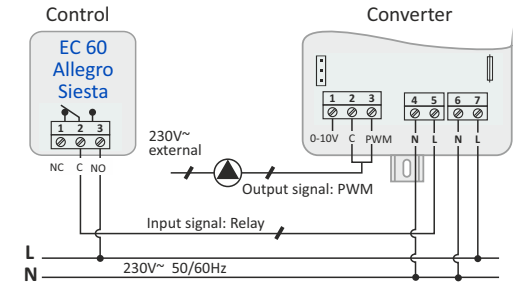 Control
Converter
EC 60
Allegro
Siesta
1 2 3
NC C NO
1 2 3
4 5
6 7
0-10V C PWM
N L
N L
230V~
external
Output signal: PWM
Input signal: Relay
L
N
230V~ 50/60Hz